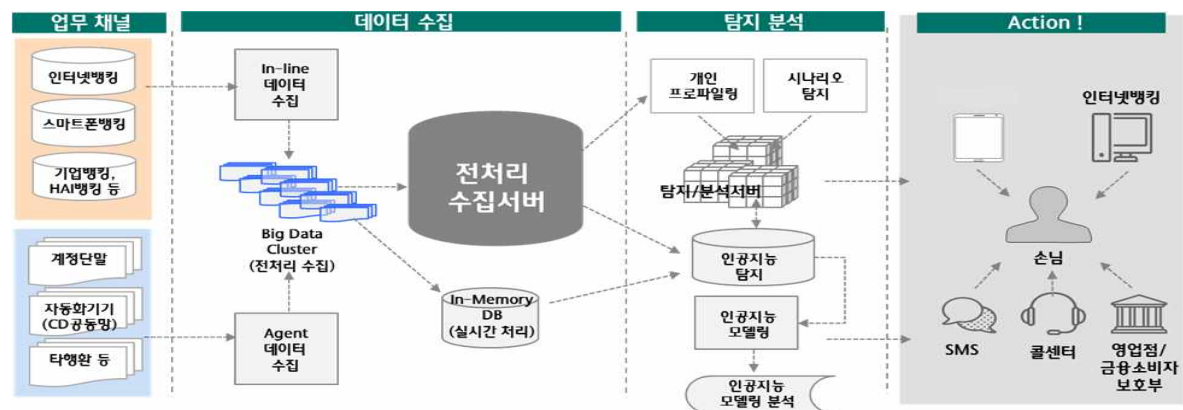 업무 채널
데이터 수집
탐지 분석
Action !
인터넷뱅킹
스마트폰뱅킹
기업뱅킹,
HAI뱅킹 등
계정단말
자동화기기
(CD공동망)
타행환 등
In-line
데이터
수집
Big Data
Cluster
(전처리 수집)
Agent
데이터
수집
전처리
수집서버
In-Memory
DB
(실시간 처리)
개인
프로파일링
시나리오
탐지
탐지/분석서버
인공지능
탐지
인공지능
모델링
인공지능
모델링 분석
인터넷뱅킹
손님
SMS
콜센터
영업점/
금융소비자
보호부